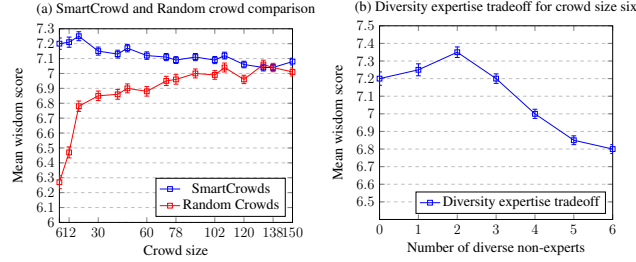 (a) SmartCrowd and Random crowd comparison
7.3
7.2
7.1
7
6.9
6.8
6.7
6.6
6.5
6.4
6.3
6.2
6.1
6
Mean wisdom score
SmartCrowds
Random Crowds
6 12 30 60 78 102 120 138 150
Crowd size
(b) Diversity expertise tradeoff for crowd size six
7.5
7.4
7.3
7.2
7.1
7
6.9
6.8
6.7
6.6
6.5
Mean wisdom score
Diversity expertise tradeoff
0 1 2 3 4 5 6
Number of diverse non-experts